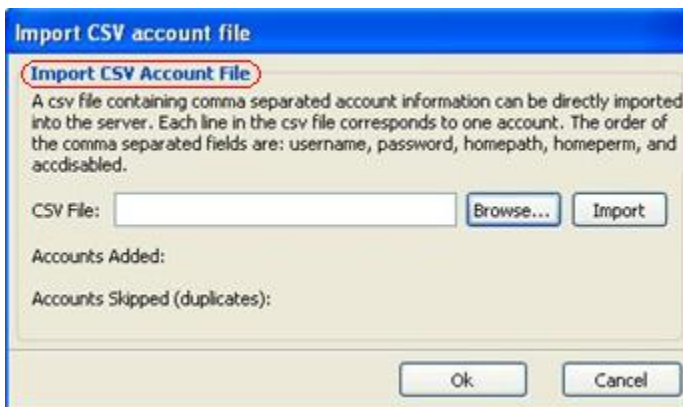 Import CSV account file
Import CSV Account File
A csv file containing comma separated account information can be directly imported
into the server. Each line in the csv file corresponds to one account. The order of
the comma separated fields are: username, password, homepath, homeperm, and
accdisabled.
CSV File: Browse... Import
Accounts Added:
Accounts Skipped (duplicates):
Ok Cancel